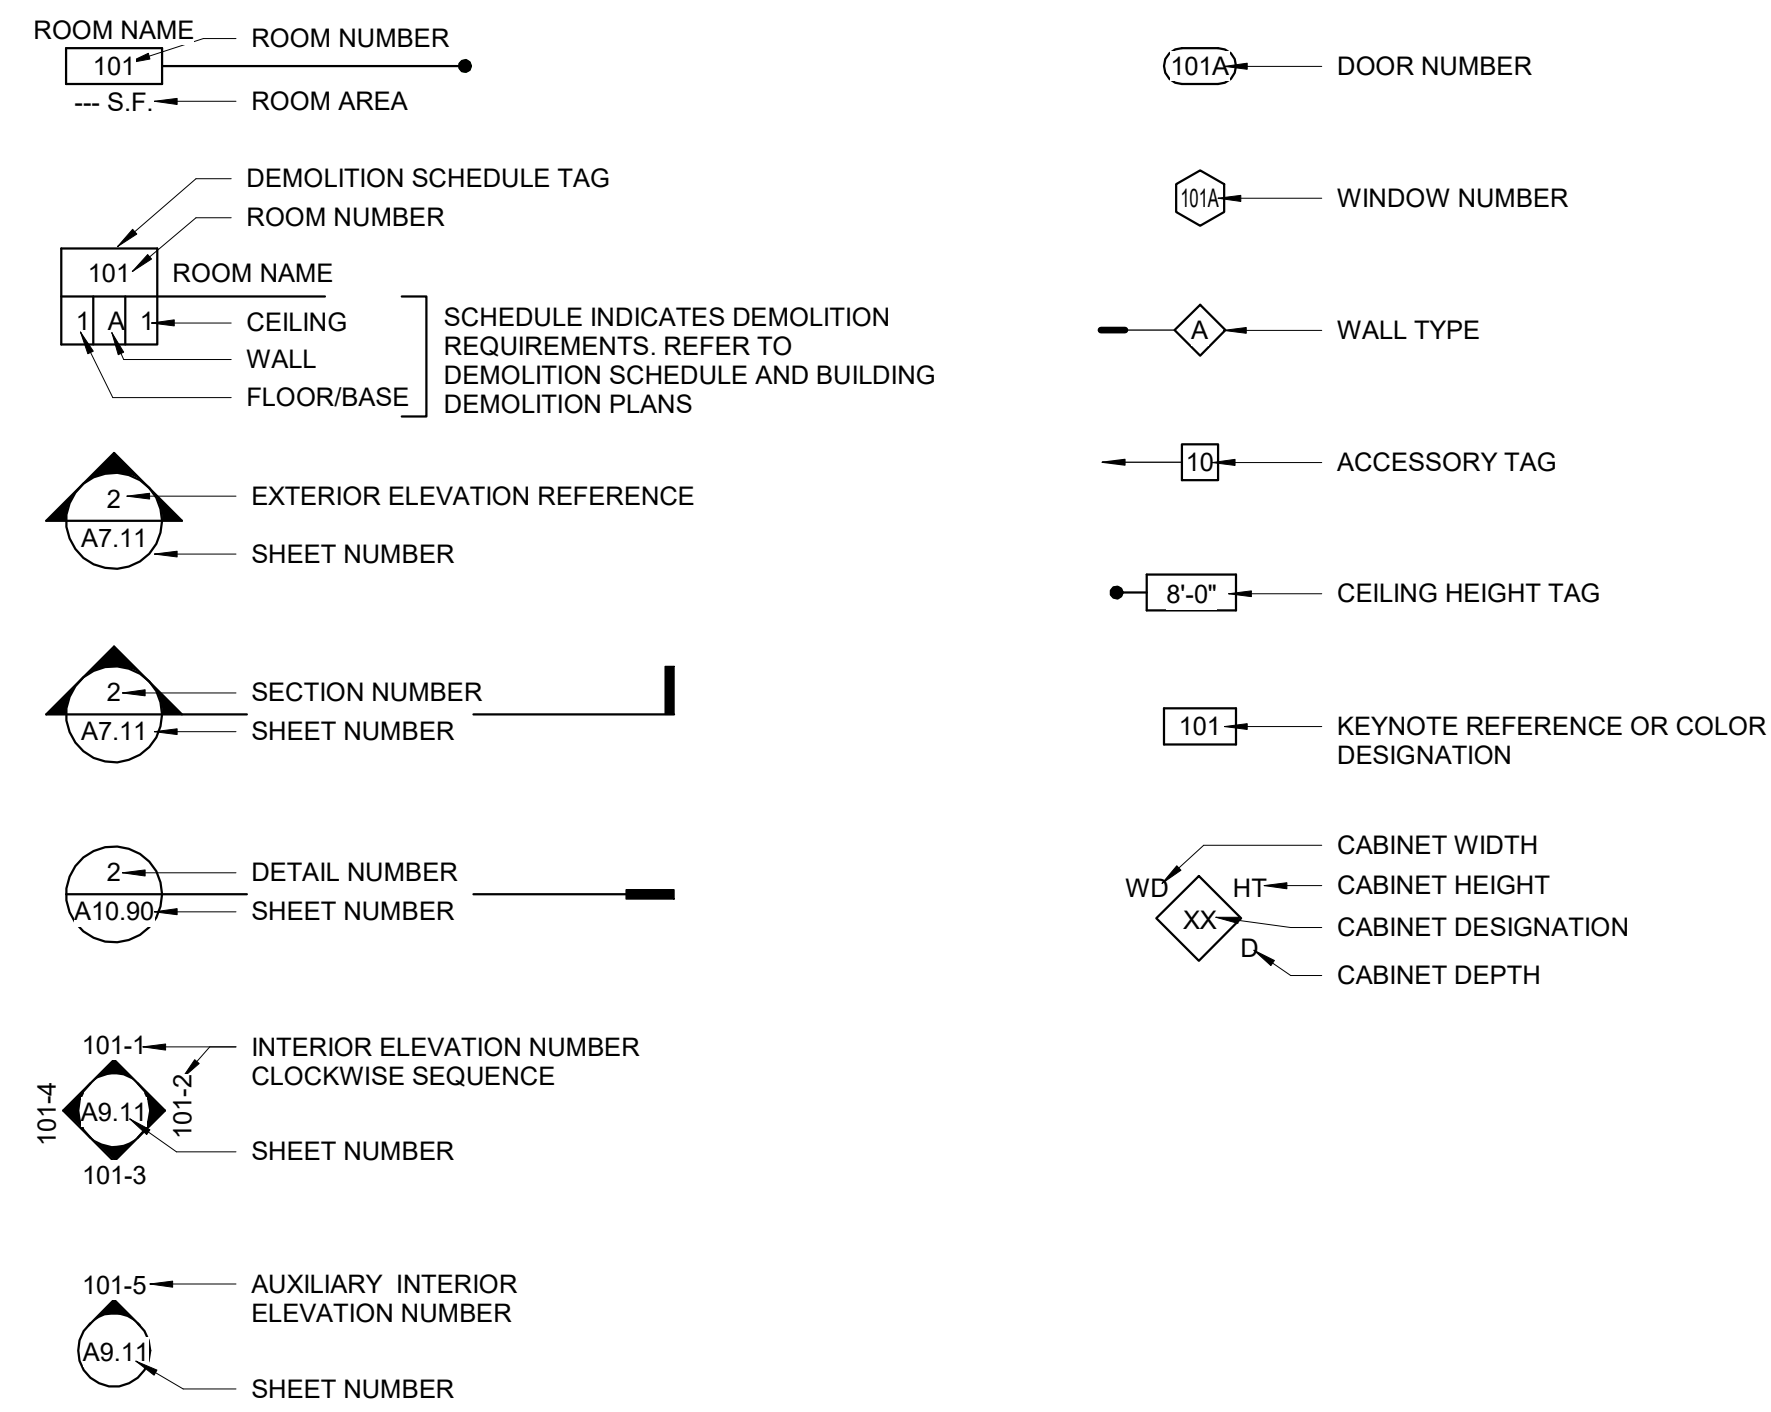 ROOM NAME
ROOM NUMBER
101
--- S.F.
ROOM AREA
DEMOLITION SCHEDULE TAG
ROOM NUMBER
101
ROOM NAME
1 A 1
CEILING
WALL
FLOOR/BASE
SCHEDULE INDICATES DEMOLITION
REQUIREMENTS. REFER TO
DEMOLITION SCHEDULE AND BUILDING
DEMOLITION PLANS
2
EXTERIOR ELEVATION REFERENCE
A7.11
SHEET NUMBER
2
SECTION NUMBER
A7.11
SHEET NUMBER
2
DETAIL NUMBER
A10.90
SHEET NUMBER
101-1
INTERIOR ELEVATION NUMBER
CLOCKWISE SEQUENCE
101-4
A9.11
101-2
SHEET NUMBER
101-3
101-5
AUXILIARY  INTERIOR
ELEVATION NUMBER
A9.11
SHEET NUMBER
101A
DOOR NUMBER
101A
WINDOW NUMBER
A
WALL TYPE
10
ACCESSORY TAG
8'-0"
CEILING HEIGHT TAG
101
KEYNOTE REFERENCE OR COLOR
DESIGNATION
CABINET WIDTH
WD
HT
CABINET HEIGHT
XX
CABINET DESIGNATION
D
CABINET DEPTH